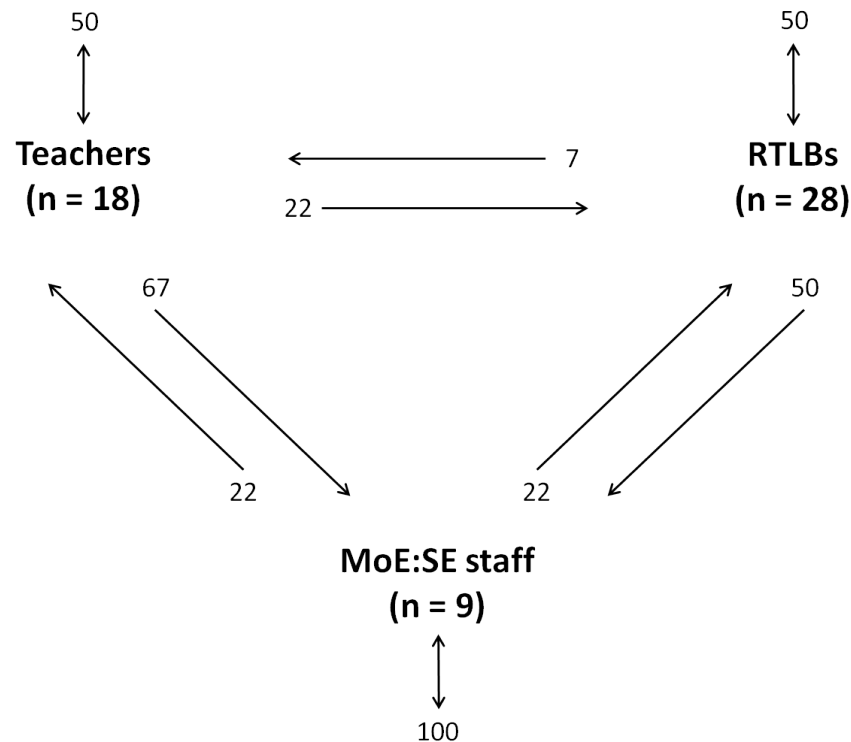 50
50
Teachers
(n = 18)
7
22
RTLBs
(n = 28)
67
50
22
22
MoE:SE staff
(n = 9)
100